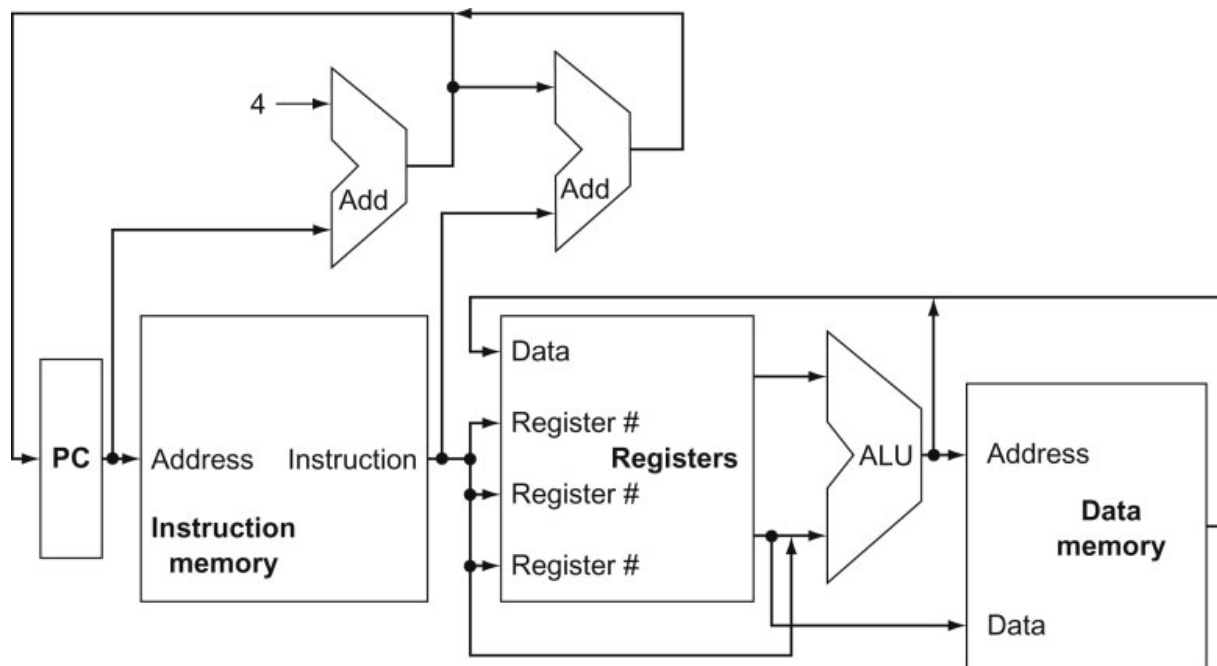 4
Add
Add
Data
Register #
Register #
Register #
Registers
PC
Address
Instruction
Instruction
memory
ALU
Address
Data
memory
Data